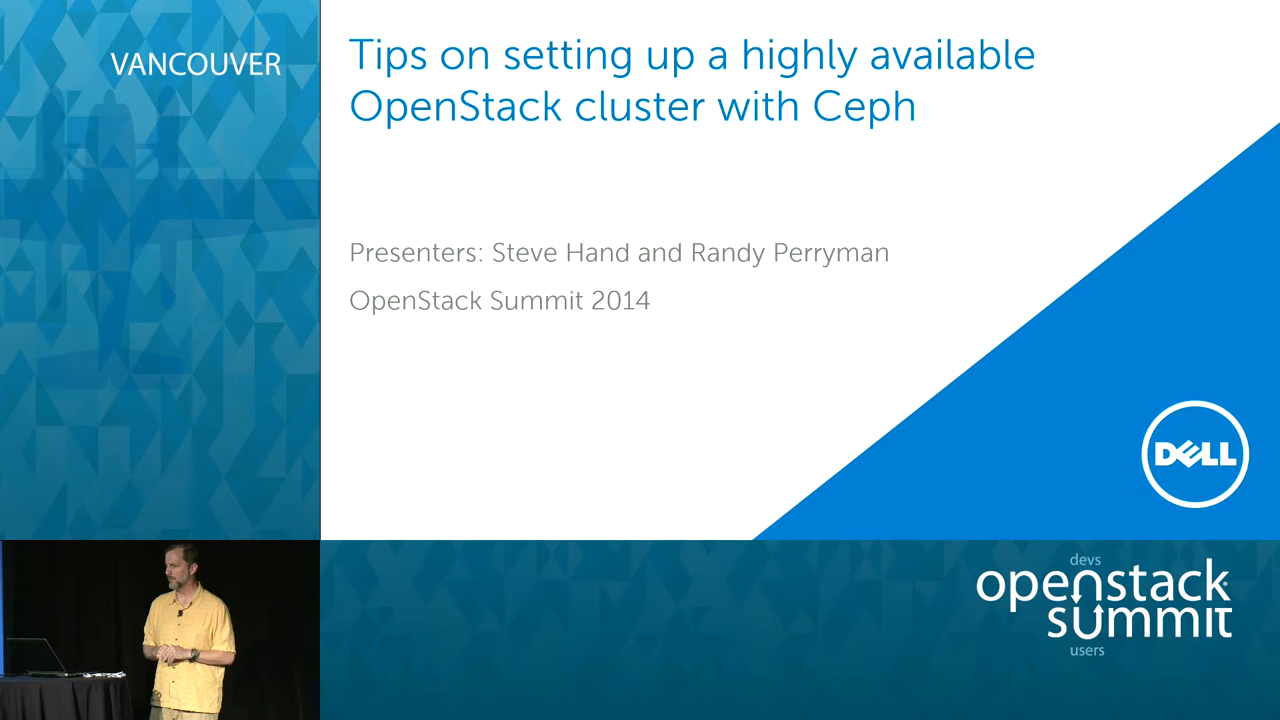 VANCOUVER
Tips on setting up a highly available
OpenStack cluster with Ceph
Presenters: Steve Hand and Randy Perryman
OpenStack Summit 2014
DELL
devs
openstack
summit
users